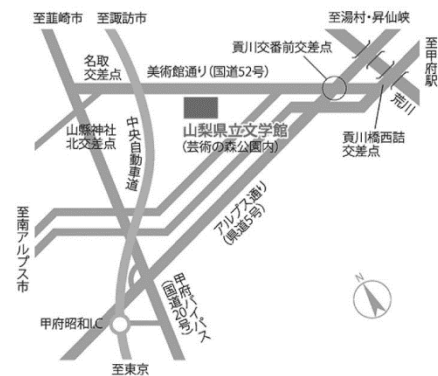 至韮崎市
至諏訪市
至湯村・昇仙峡
至甲府駅
名取
交差点
美術館通り(国道52号)
貢川交番前交差点
荒川
山縣神社
北交差点
中央自動車道
山梨県立文学館
(芸術の森公園内)
貢川橋西詰
交差点
至南アルプス市
アルプス通り
(県道5号)
甲府バイパス
(国道20号)
甲府昭和I.C
至東京
N